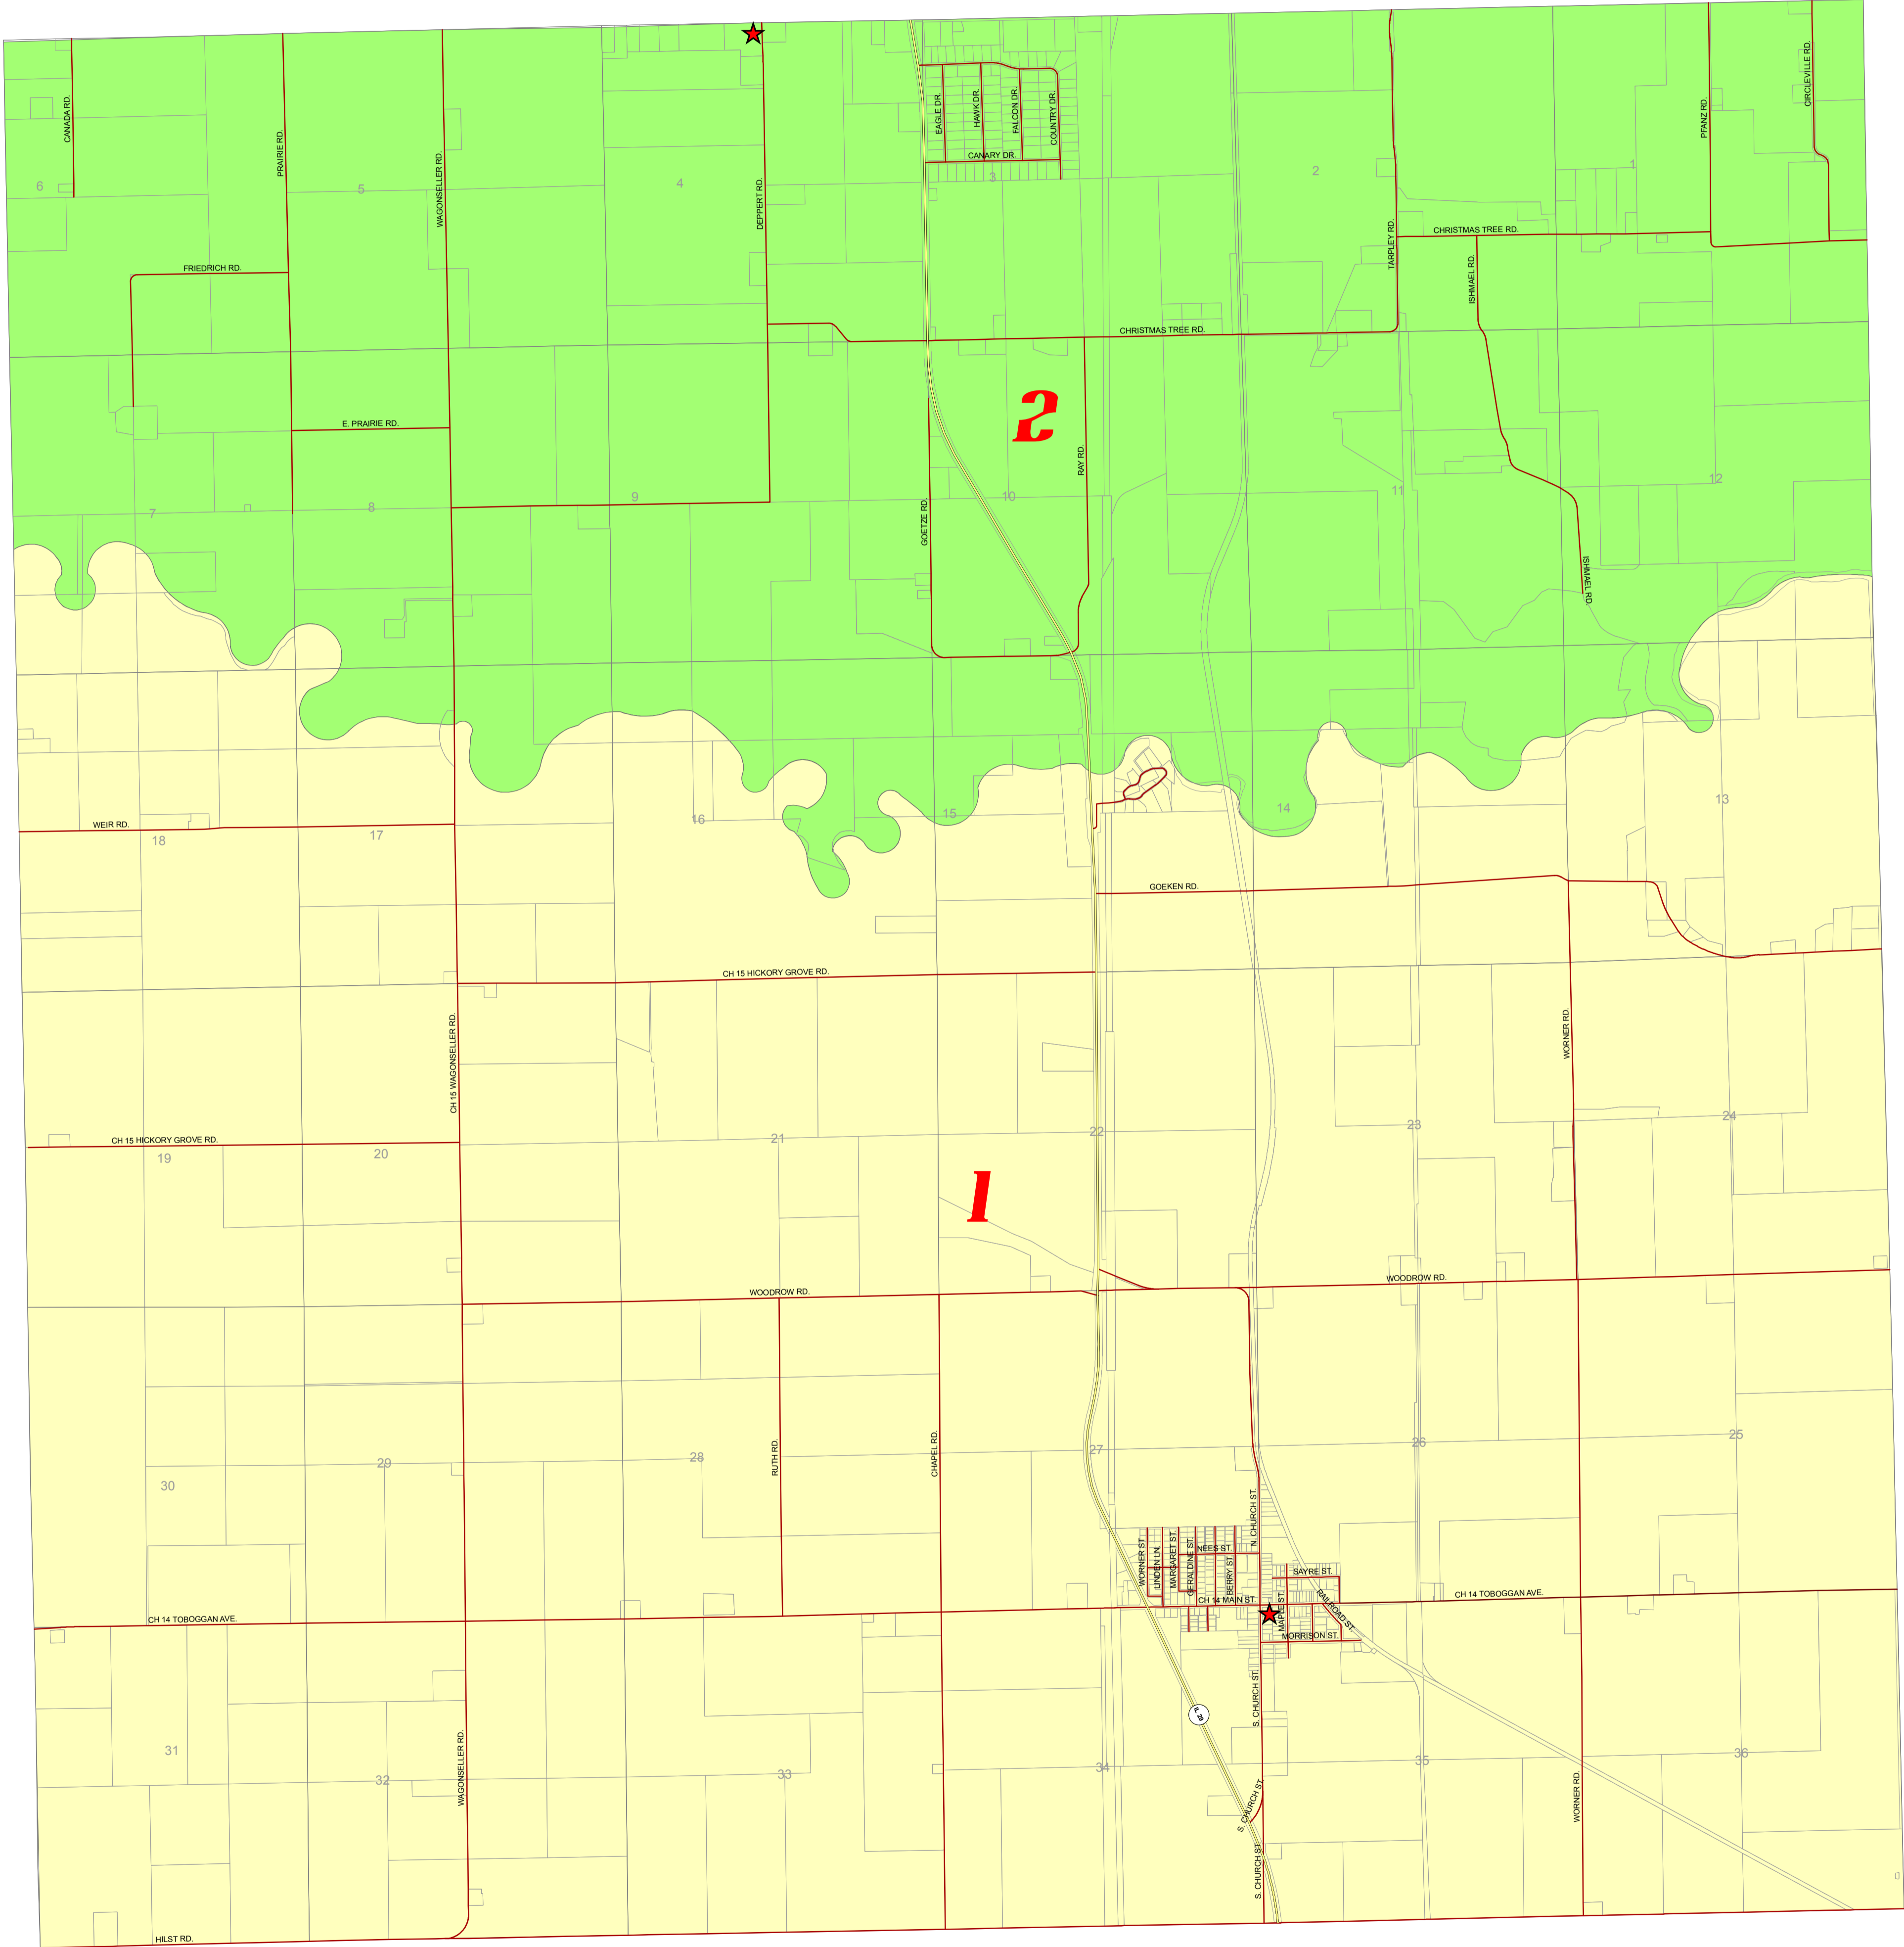 CANADA RD.
PRAIRIE RD.
WAGONSELLER RD.
DEPPERT RD.
EAGLE DR.
HAWK DR.
FALCON DR.
COUNTRY DR.
CANARY DR.
TARPLEY RD.
PFANZ RD.
CIRCLEVILLE RD.
6
5
4
3
2
1
CHRISTMAS TREE RD.
ISHMAEL RD.
FRIEDRICH RD.
CHRISTMAS TREE RD.
E. PRAIRIE RD.
2
RAY RD.
GOETZE RD.
7
8
9
10
11
12
ISHMAEL RD.
WEIR RD.
18
17
16
15
14
13
GOEKEN RD.
CH 15 HICKORY GROVE RD.
CH 15 WAGONSELLER RD.
WORNER RD.
CH 15 HICKORY GROVE RD.
19
20
21
22
23
24
1
WOODROW RD.
WOODROW RD.
RUTH RD.
CHAPEL RD.
30
29
28
27
26
25
N. CHURCH ST.
WORNER ST.
LINDEN LN.
MARGARET ST.
GERALDINE ST.
NEES ST.
BERRY ST.
SAYRE ST.
CH 14 TOBOGGAN AVE.
CH 14 MAIN ST.
MAPLE ST.
RAILROAD ST.
CH 14 TOBOGGAN AVE.
MORRISON ST.
S. CHURCH ST.
IL 29
31
32
33
34
35
36
WAGONSELLER RD.
S. CHURCH ST.
S. CHURCH ST.
WORNER RD.
HILST RD.